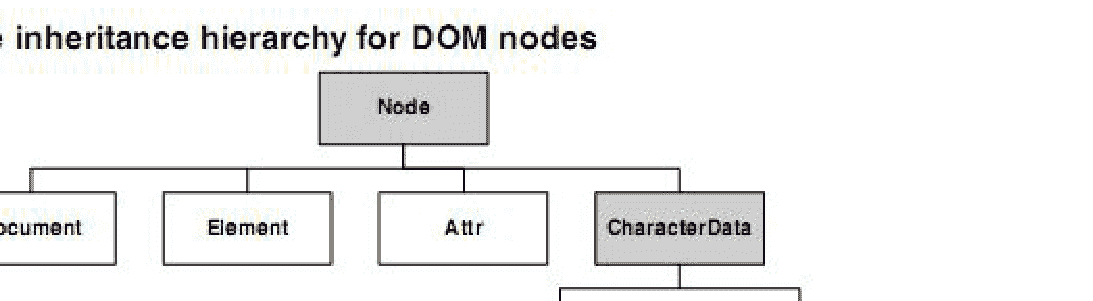 inheritance hierarchy for DOM nodes
Node
ocument
Element
Attr
CharacterData